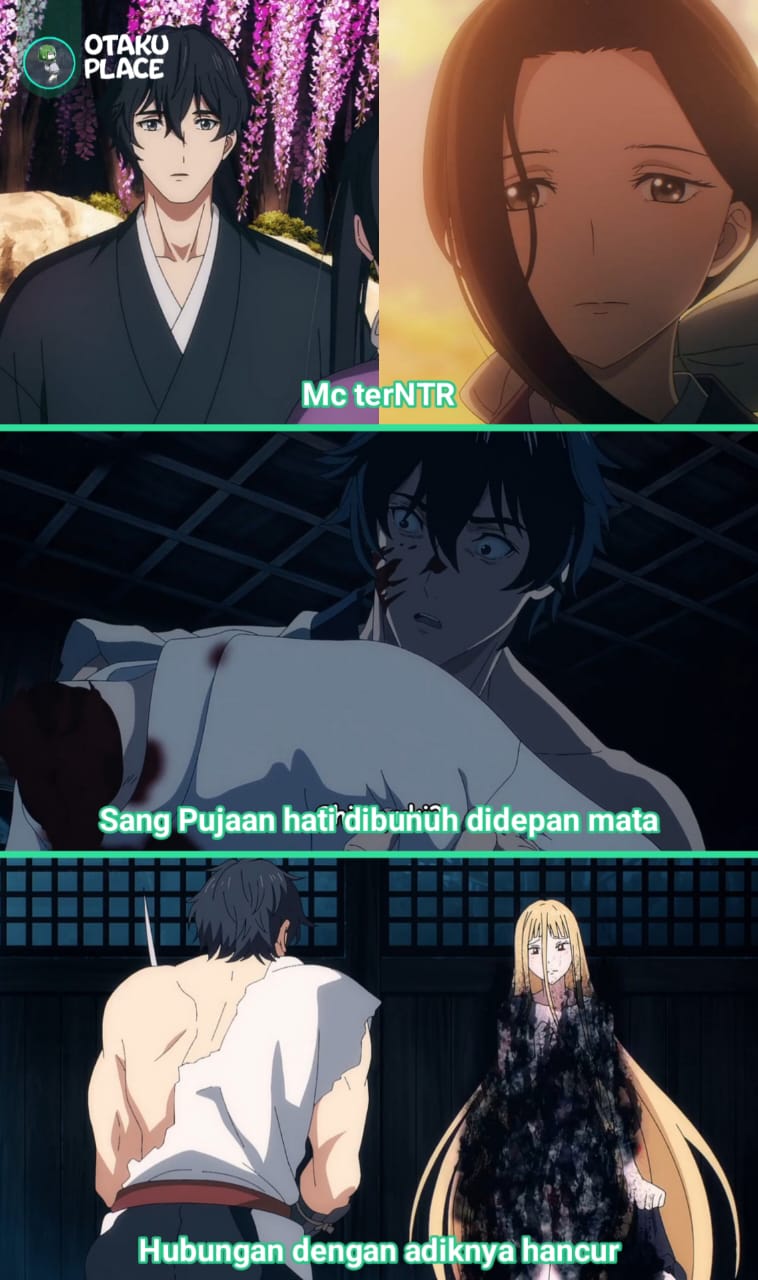 OTAKU
PLACE
Mc terNTR
Sang Pujaan hati dibunuh didepan mata
Hubungan dengan adiknya hancur